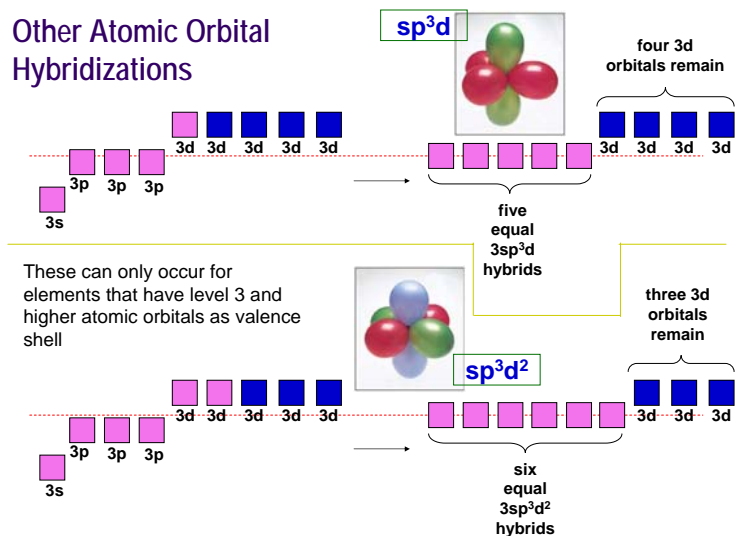 Other Atomic Orbital
Hybridizations
sp³d
four 3d
orbitals remain
3d 3d 3d 3d 3d
3p 3p 3p
3s
3d 3d 3d 3d
five
equal
3sp³d
hybrids
These can only occur for
elements that have level 3 and
higher atomic orbitals as valence
shell
sp³d²
three 3d
orbitals
remain
3d 3d 3d 3d 3d
3p 3p 3p
3s
3d 3d 3d
six
equal
3sp³d²
hybrids